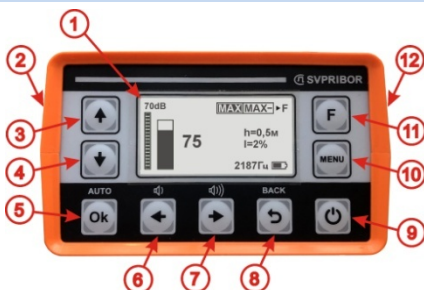 1
2
12
SVPRIBOR
70dB
MAX MAX- ▸F
75
h=0,5м
I=2%
2187Гц
3
F
11
4
MENU
10
AUTO
BACK
5
Ok
9
6
7
8